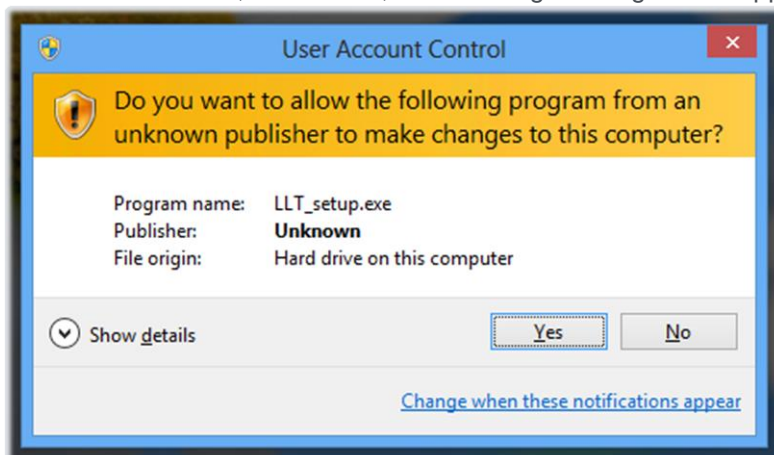 User Account Control
Do you want to allow the following program from an
unknown publisher to make changes to this computer?
Program name: LLT_setup.exe
Publisher: Unknown
File origin: Hard drive on this computer
Show details
Yes No
Change when these notifications appear